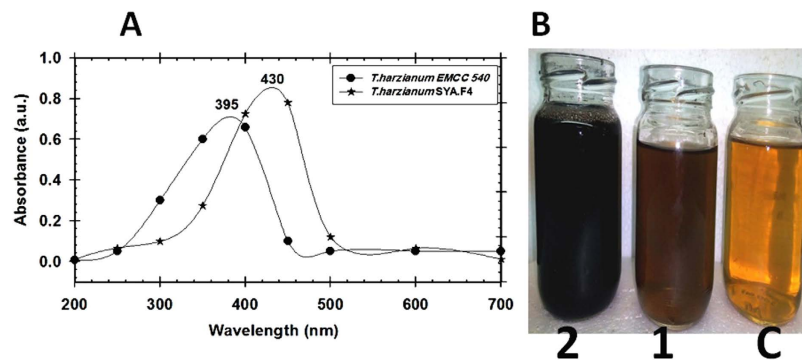 A
B
Absorbance (a.u.)
1.0
0.8
0.6
0.4
0.2
0.0
395
430
T.harzianum EMCC 540
T.harzianum SYA.F4
200
300
400
500
600
700
Wavelength (nm)
2
1
C